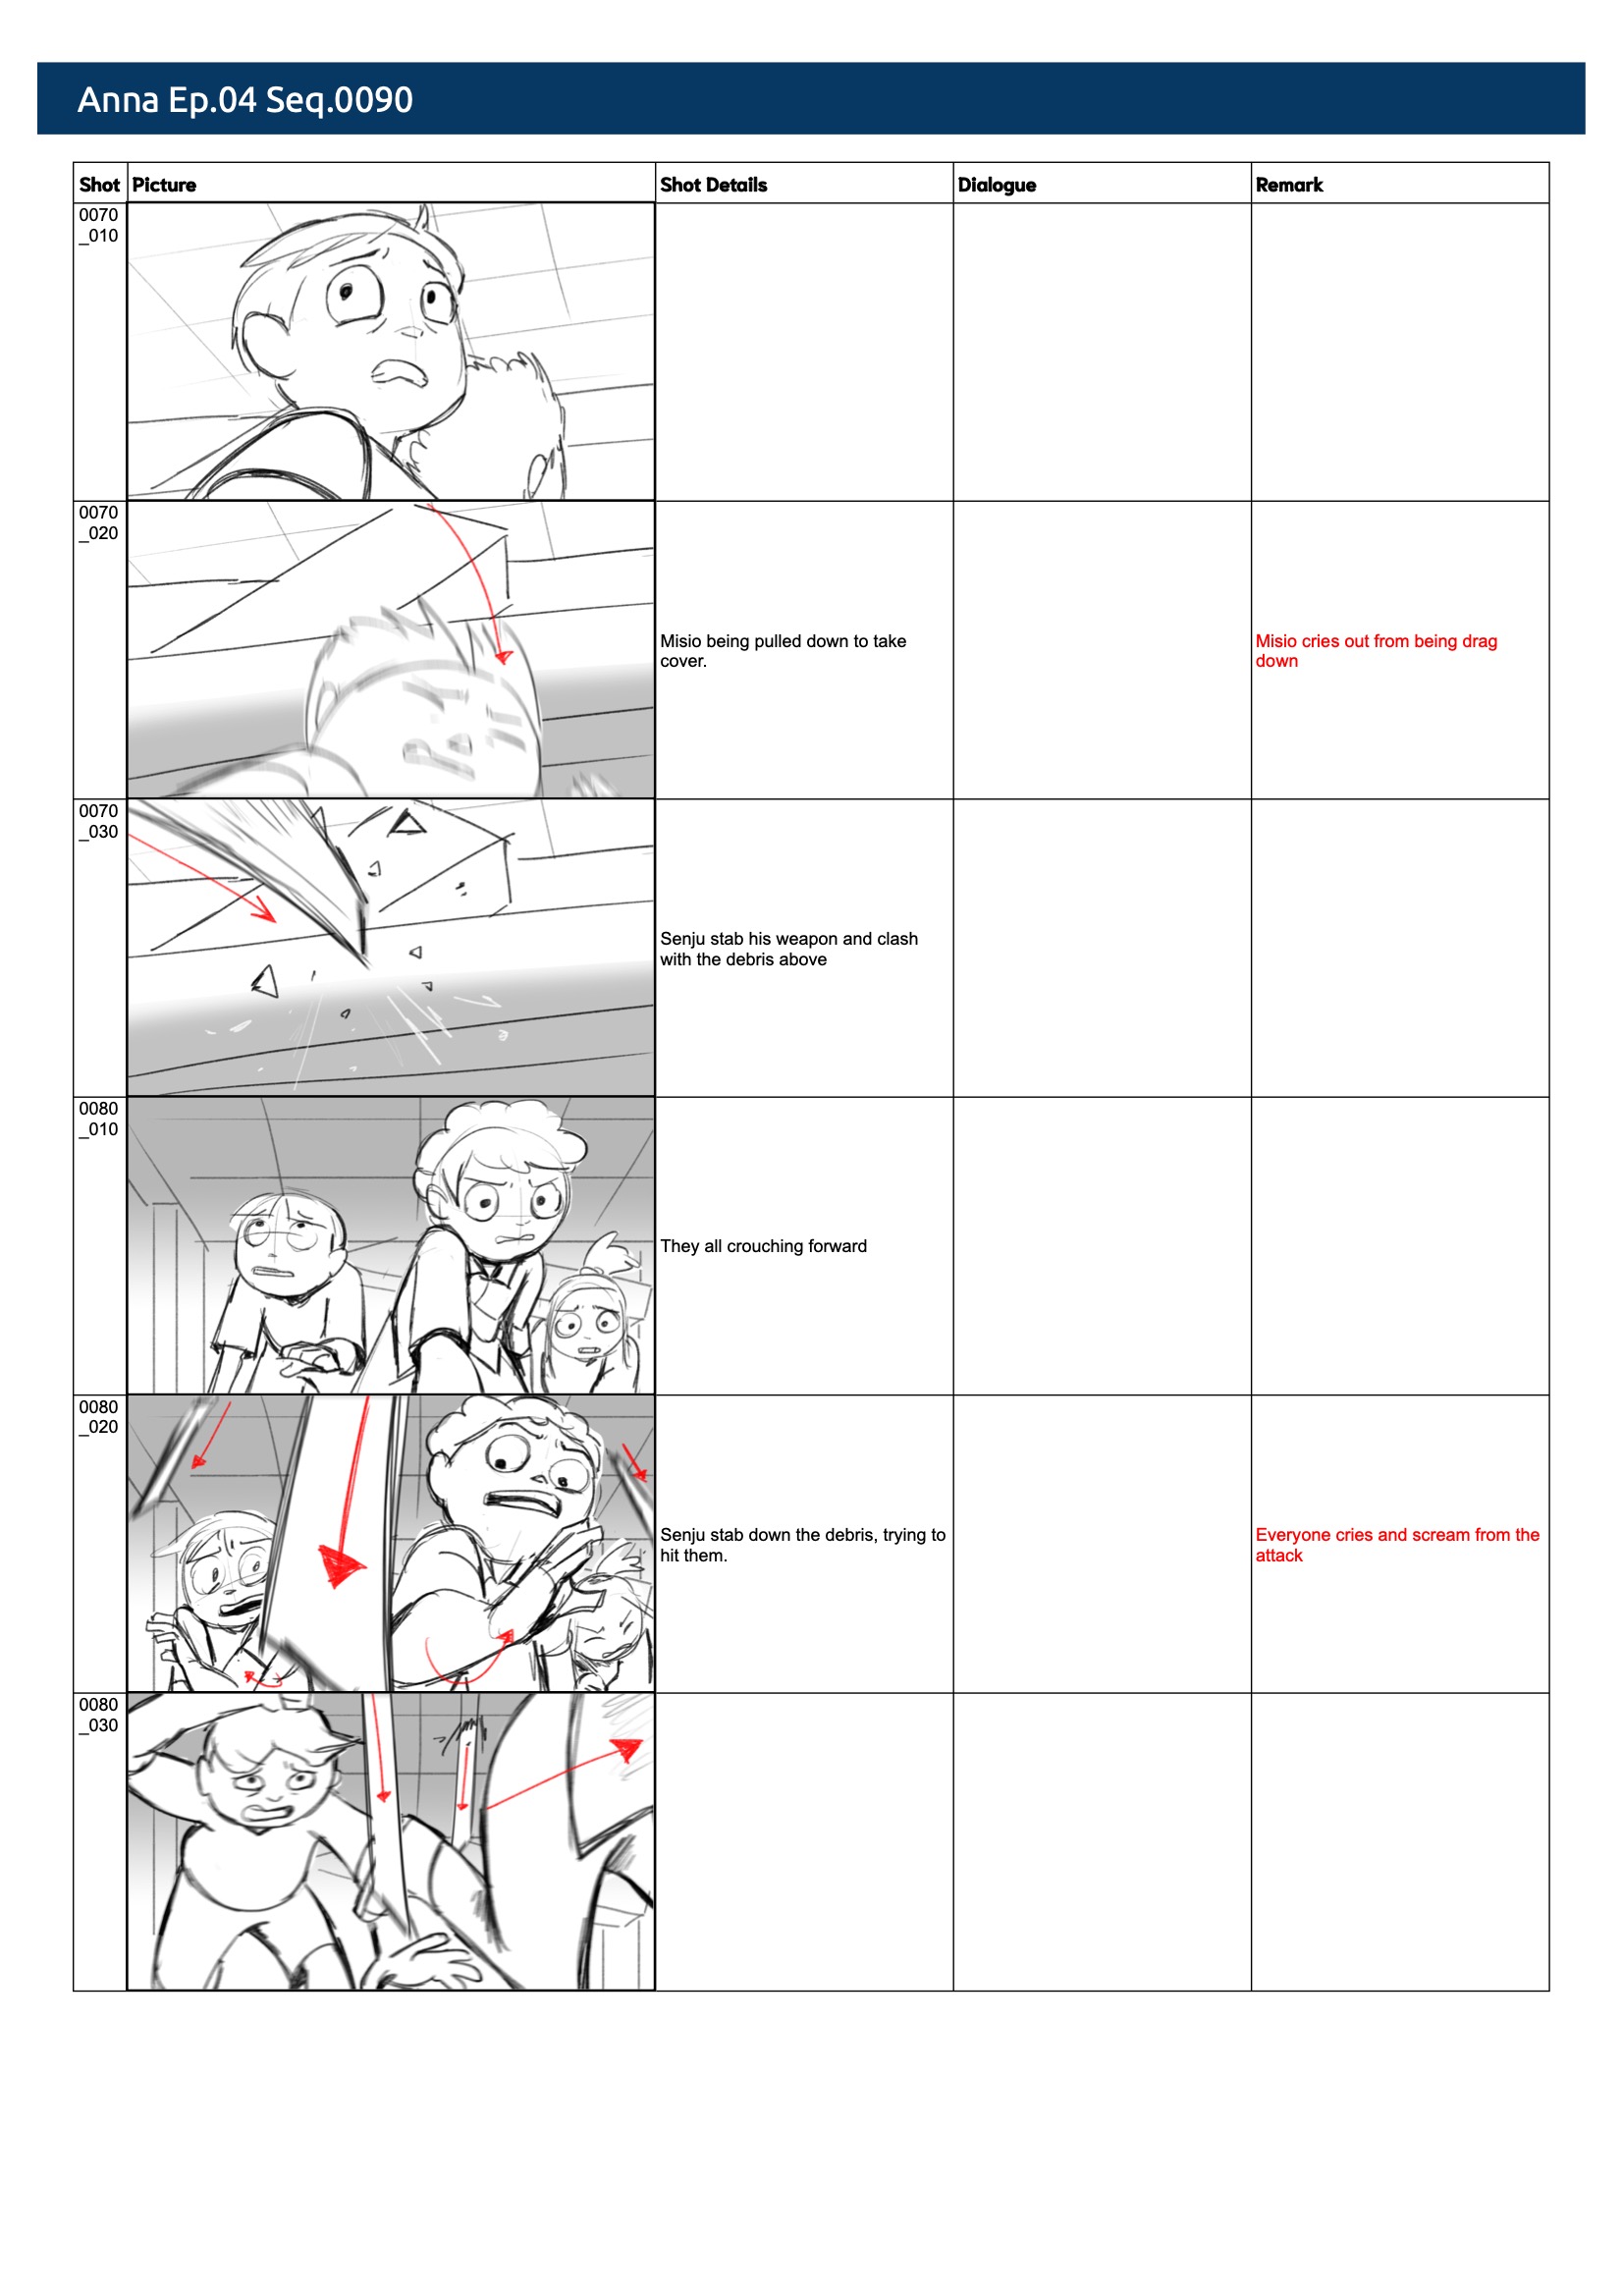 Anna Ep.04 Seq.0090
Shot Picture Shot Details Dialogue Remark
0070
_010
0070
_020
Misio being pulled down to take
cover.
Misio cries out from being drag
down
0070
_030
Senju stab his weapon and clash
with the debris above
0080
_010
They all crouching forward
0080
_020
Senju stab down the debris, trying to
hit them.
Everyone cries and scream from the
attack
0080
_030